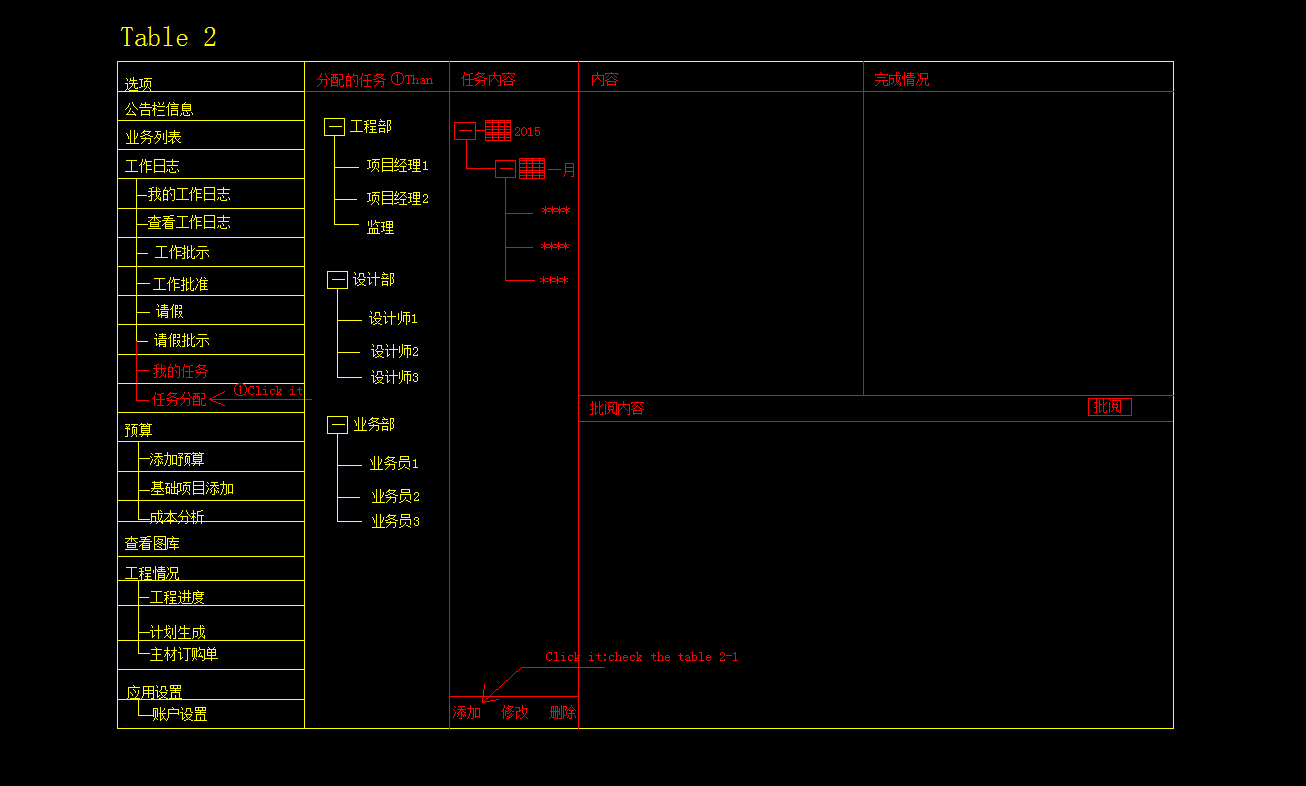 Table 2
选项
公告栏信息
业务列表
工作日志
我的工作日志
查看工作日志
工作批示
工作批准
请假
请假批示
我的任务
任务分配
①Click it
预算
添加预算
基础项目添加
成本分析
查看图库
工程情况
工程进度
计划生成
主材订购单
应用设置
账户设置
分配的任务 ①Than
工程部
项目经理1
项目经理2
监理
设计部
设计师1
设计师2
设计师3
业务部
业务员1
业务员2
业务员3
任务内容
2015
一月
****
****
****
Click it:check the table 2-1
添加 修改 删除
内容
完成情况
批阅内容
批阅